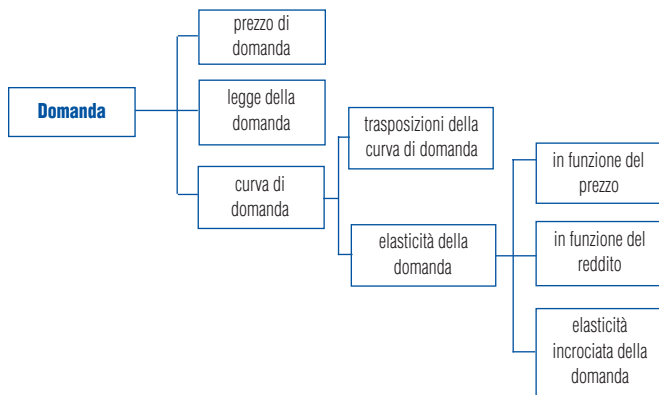 prezzo di
domanda
Domanda
legge della
domanda
trasposizioni della
curva di domanda
in funzione del
prezzo
curva di
domanda
elasticità della
domanda
in funzione del
reddito
elasticità
incrociata della
domanda